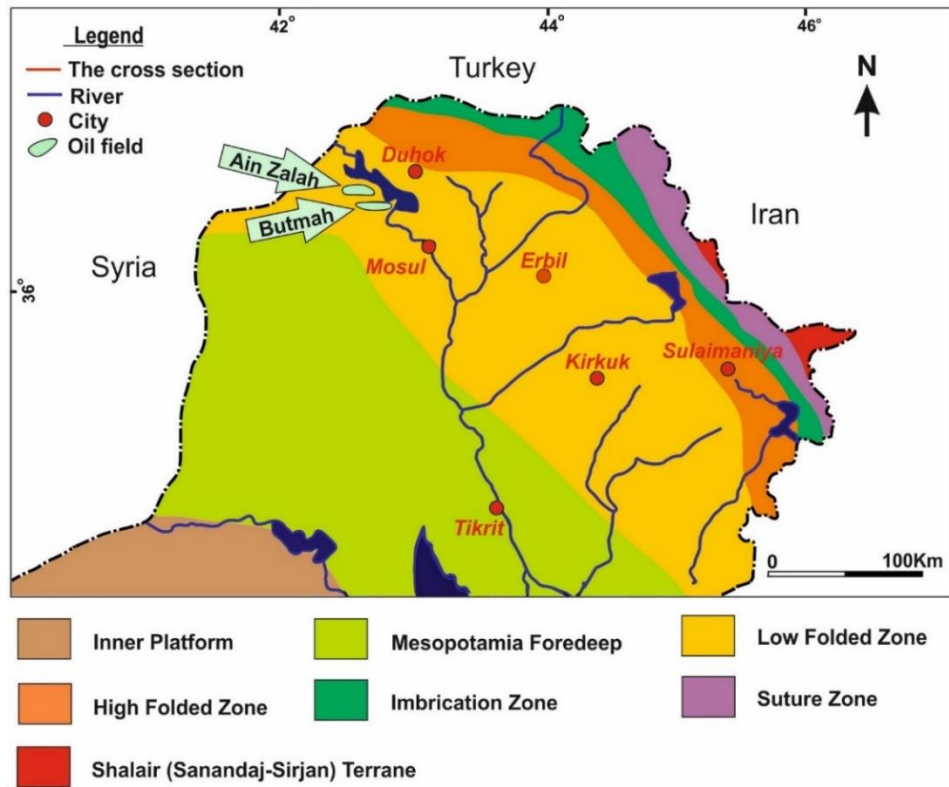 42°
44°
46°
Legend
The cross section
River
City
Oil field
Turkey
N
Ain Zalah
Duhok
Butmah
Iran
Syria
Mosul
Erbil
36°
Kirkuk
Sulaimaniya
Tikrit
0 100Km
Inner Platform
Mesopotamia Foredeep
Low Folded Zone
High Folded Zone
Imbrication Zone
Suture Zone
Shalair (Sanandaj-Sirjan) Terrane